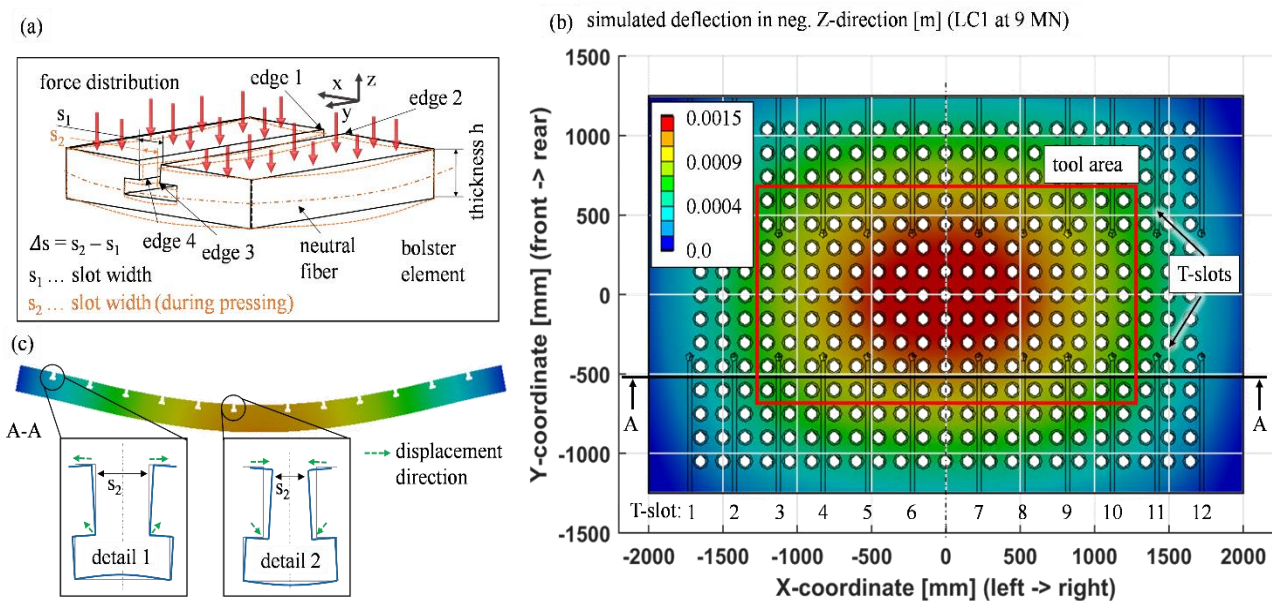 (a)
force distribution
edge 1
edge 2
x
z
y
s1
s2
thickness h
edge 4
edge 3
neutral
fiber
bolster
element
Δs = s2 − s1
s1 ... slot width
s2 ... slot width (during pressing)
(b) simulated deflection in neg. Z-direction [m] (LC1 at 9 MN)
1500
1000
500
0
-500
-1000
-1500
Y-coordinate [mm] (front -> rear)
0.0015
0.0009
0.0004
0.0
tool area
T-slots
A
A
T-slot: 1 2 3 4 5 6 7 8 9 10 11 12
-2000 -1500 -1000 -500 0 500 1000 1500 2000
X-coordinate [mm] (left -> right)
(c)
A-A
displacement
direction
s2
detail 1
s2
detail 2